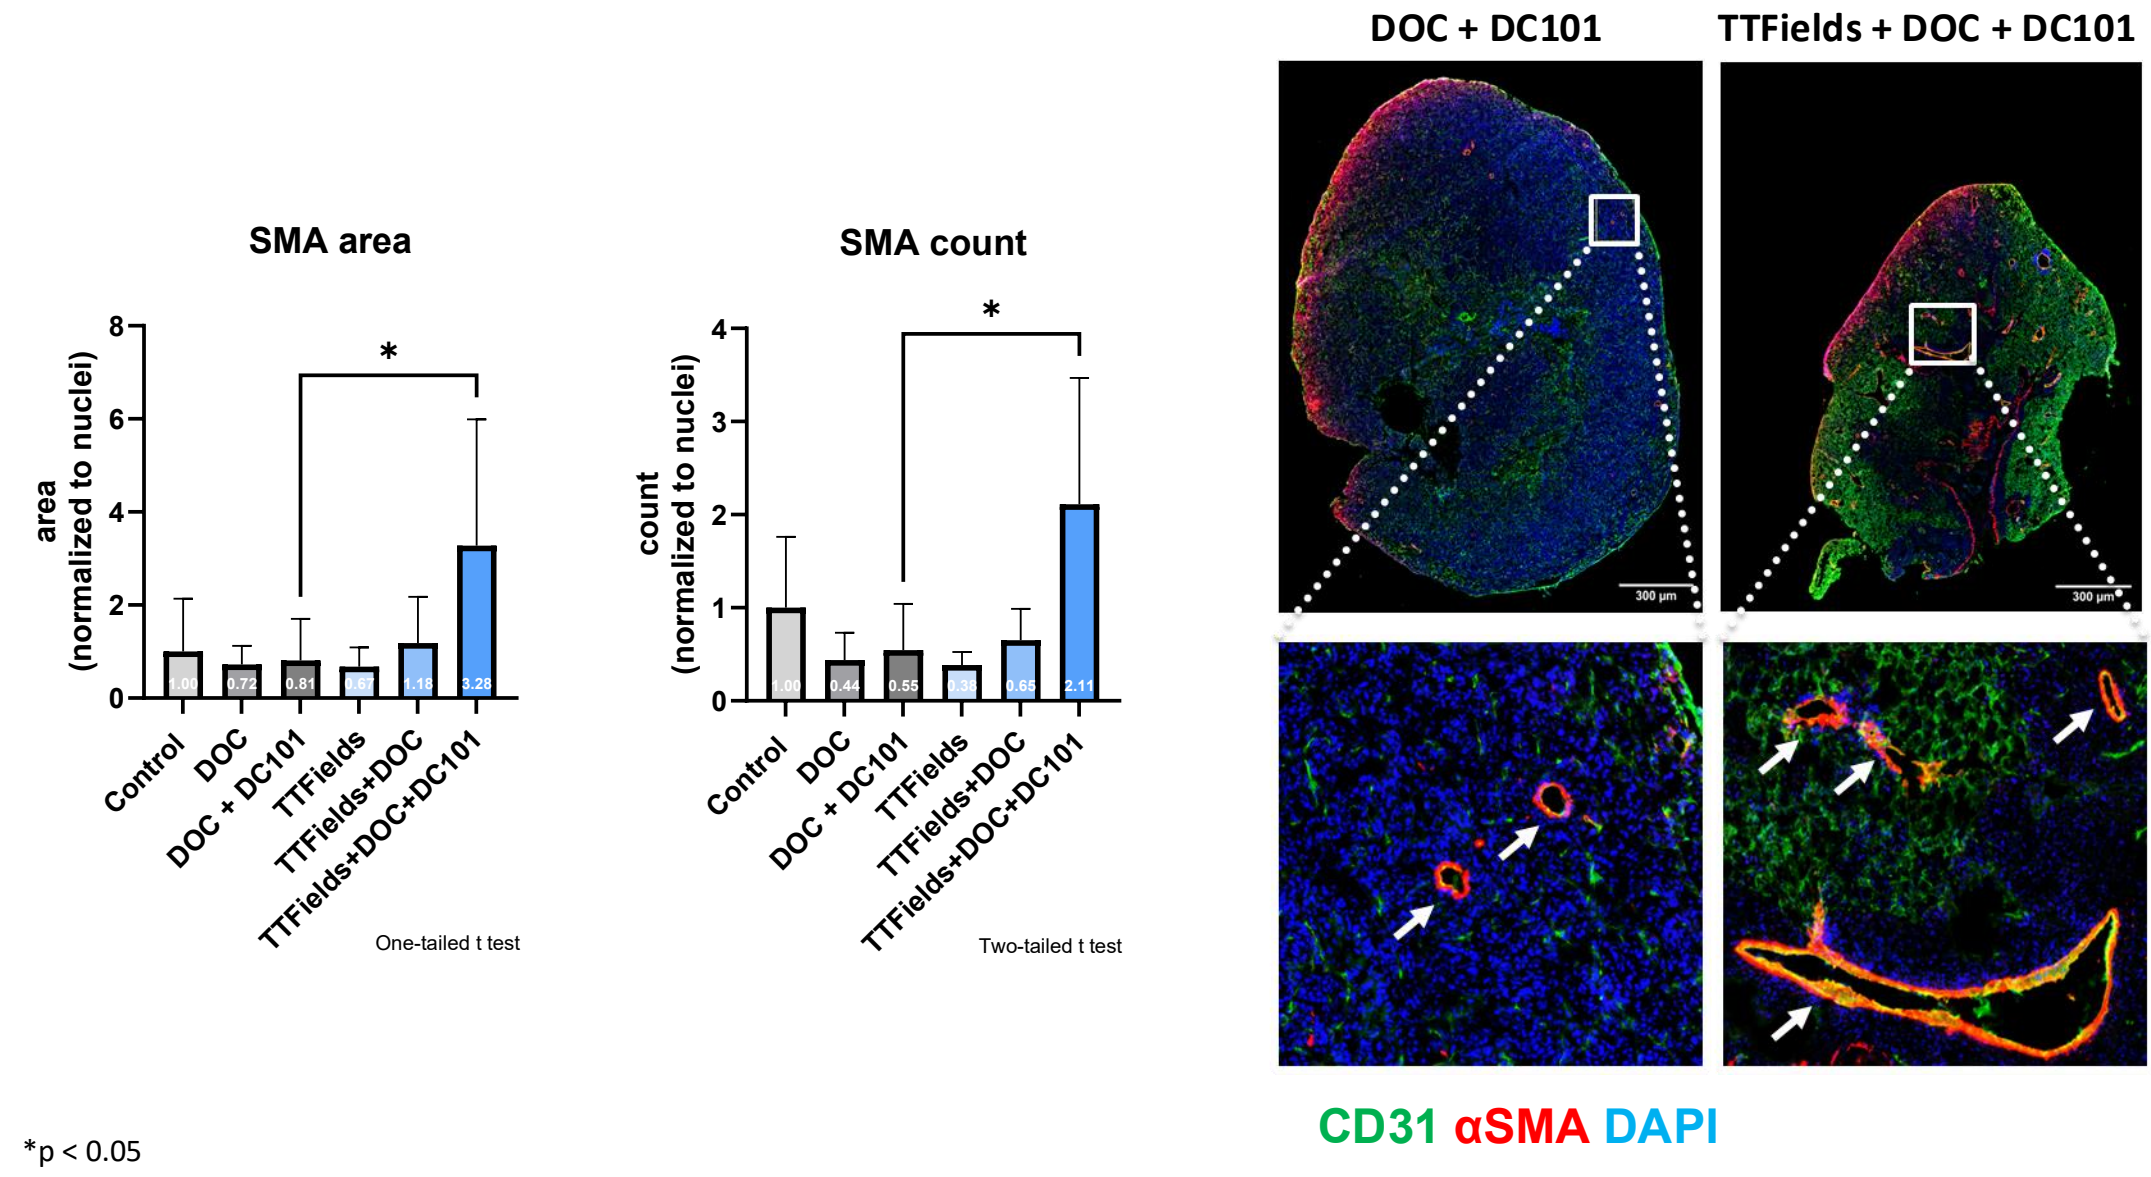 SMA area
area
(normalized to nuclei)
8
6
4
2
0
*
1.00
0.72
0.81
0.67
1.18
3.28
Control
DOC
DOC + DC101
TTFields
TTFields+DOC
TTFields+DOC+DC101
One-tailed t test
SMA count
count
(normalized to nuclei)
4
3
2
1
0
*
1.00
0.44
0.55
0.38
0.65
2.11
Control
DOC
DOC + DC101
TTFields
TTFields+DOC
TTFields+DOC+DC101
Two-tailed t test
DOC + DC101
TTFields + DOC + DC101
300 µm
300 µm
CD31 αSMA DAPI
*p < 0.05